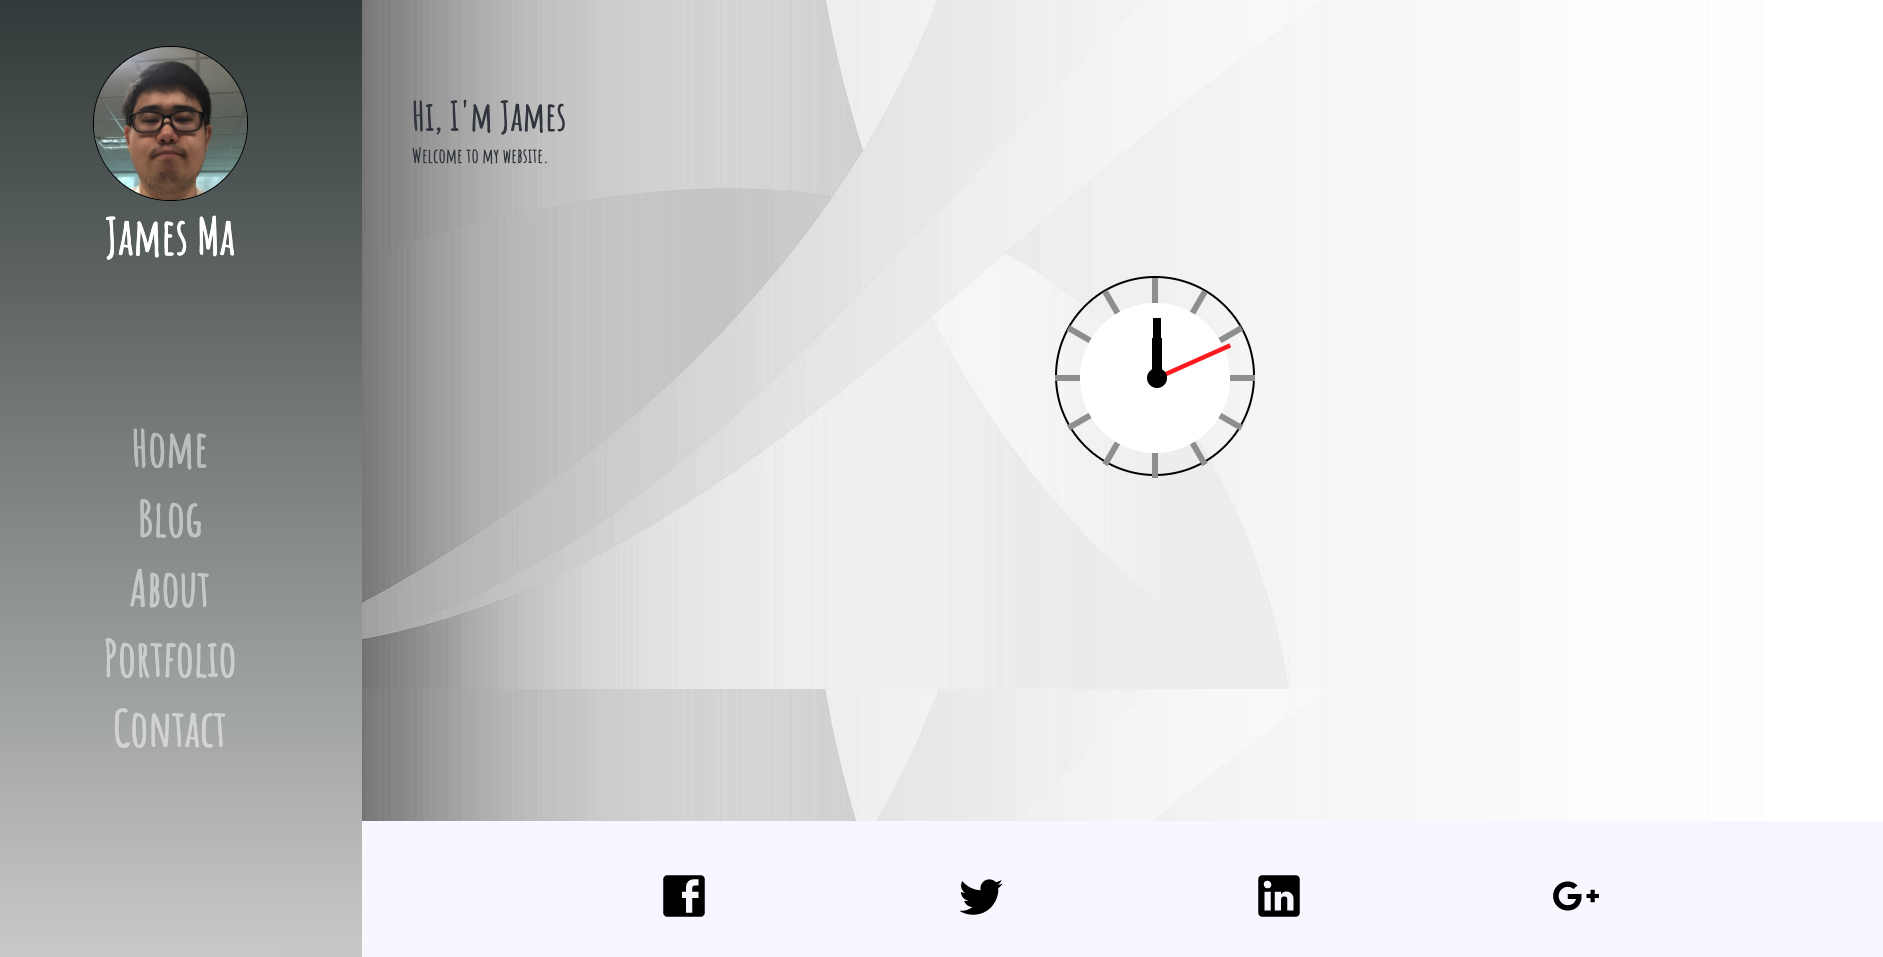 James Ma
Home
Blog
About
Portfolio
Contact
Hi, I'm James
Welcome to my website.